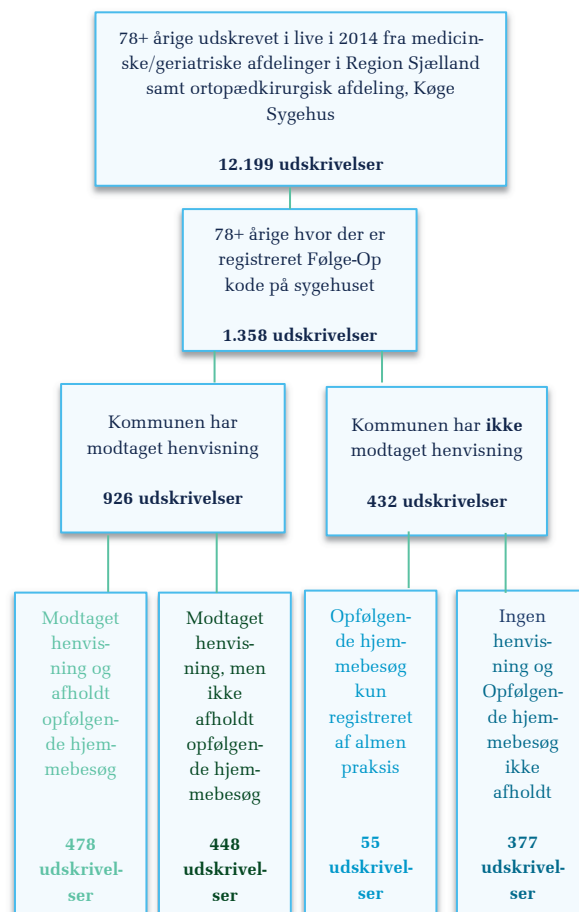 78+ årige udskrevet i live i 2014 fra medicin-
ske/geriatriske afdelinger i Region Sjælland
samt ortopædkirurgisk afdeling, Køge
Sygehus
12.199 udskrivelser
78+ årige hvor der er
registreret Følge-Op
kode på sygehuset
1.358 udskrivelser
Kommunen har
modtaget henvisning
926 udskrivelser
Kommunen har ikke
modtaget henvisning
432 udskrivelser
Modtaget
henvis-
ning og
afholdt
opfølgen-
de hjem-
mebesøg
478
udskrivel-
ser
Modtaget
henvis-
ning, men
ikke
afholdt
opfølgen-
de hjem-
mebesøg
448
udskrivel-
ser
Opfølgen-
de hjem-
mebesøg
kun
registreret
af almen
praksis
55
udskrivel-
ser
Ingen
henvis-
ning og
Opfølgen-
de hjem-
mebesøg
ikke
afholdt
377
udskrivel-
ser